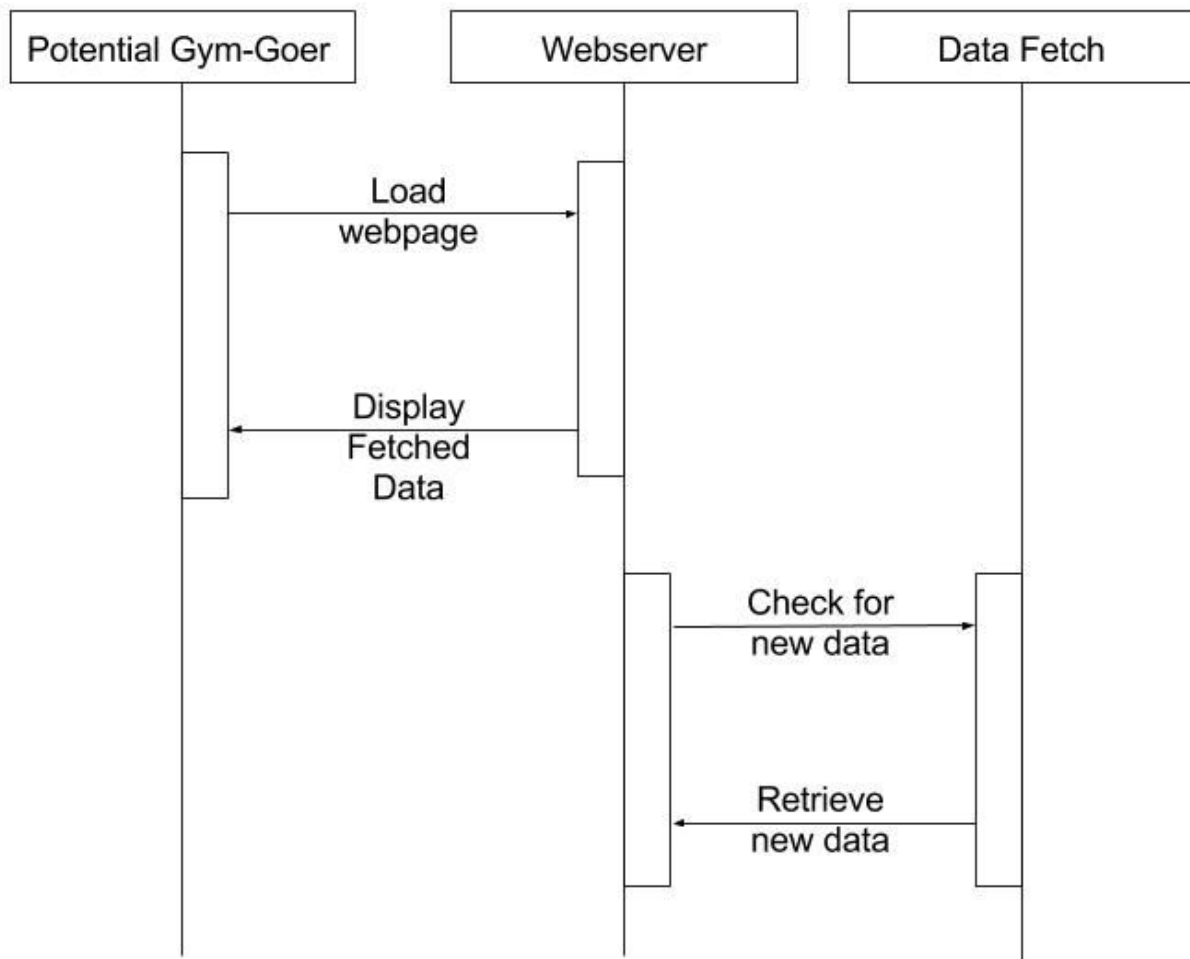 Potential Gym-Goer
Webserver
Data Fetch
Load
webpage
Display
Fetched
Data
Check for
new data
Retrieve
new data